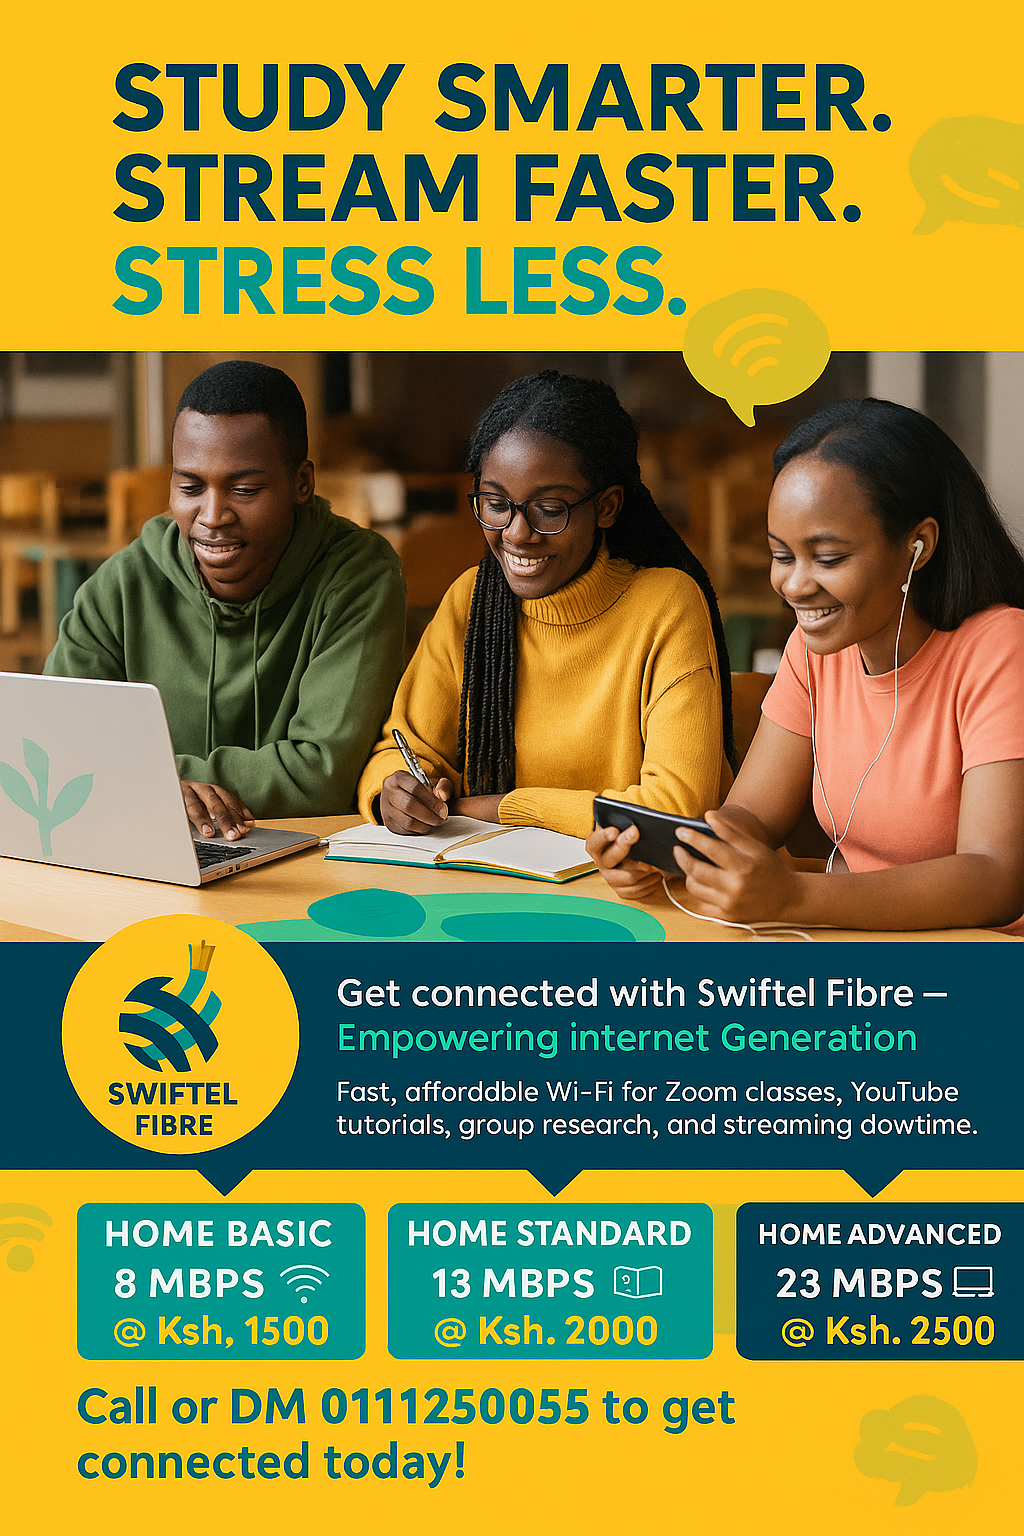 STUDY SMARTER.
STREAM FASTER.
STRESS LESS.
SWIFTEL
FIBRE
Get connected with Swiftel Fibre –
Empowering internet Generation
Fast, afforddble Wi-Fi for Zoom classes, YouTube
tutorials, group research, and streaming dowtime.
HOME BASIC
8 MBPS
@ Ksh, 1500
HOME STANDARD
13 MBPS
@ Ksh. 2000
HOME ADVANCED
23 MBPS
@ Ksh. 2500
Call or DM 0111250055 to get
connected today!